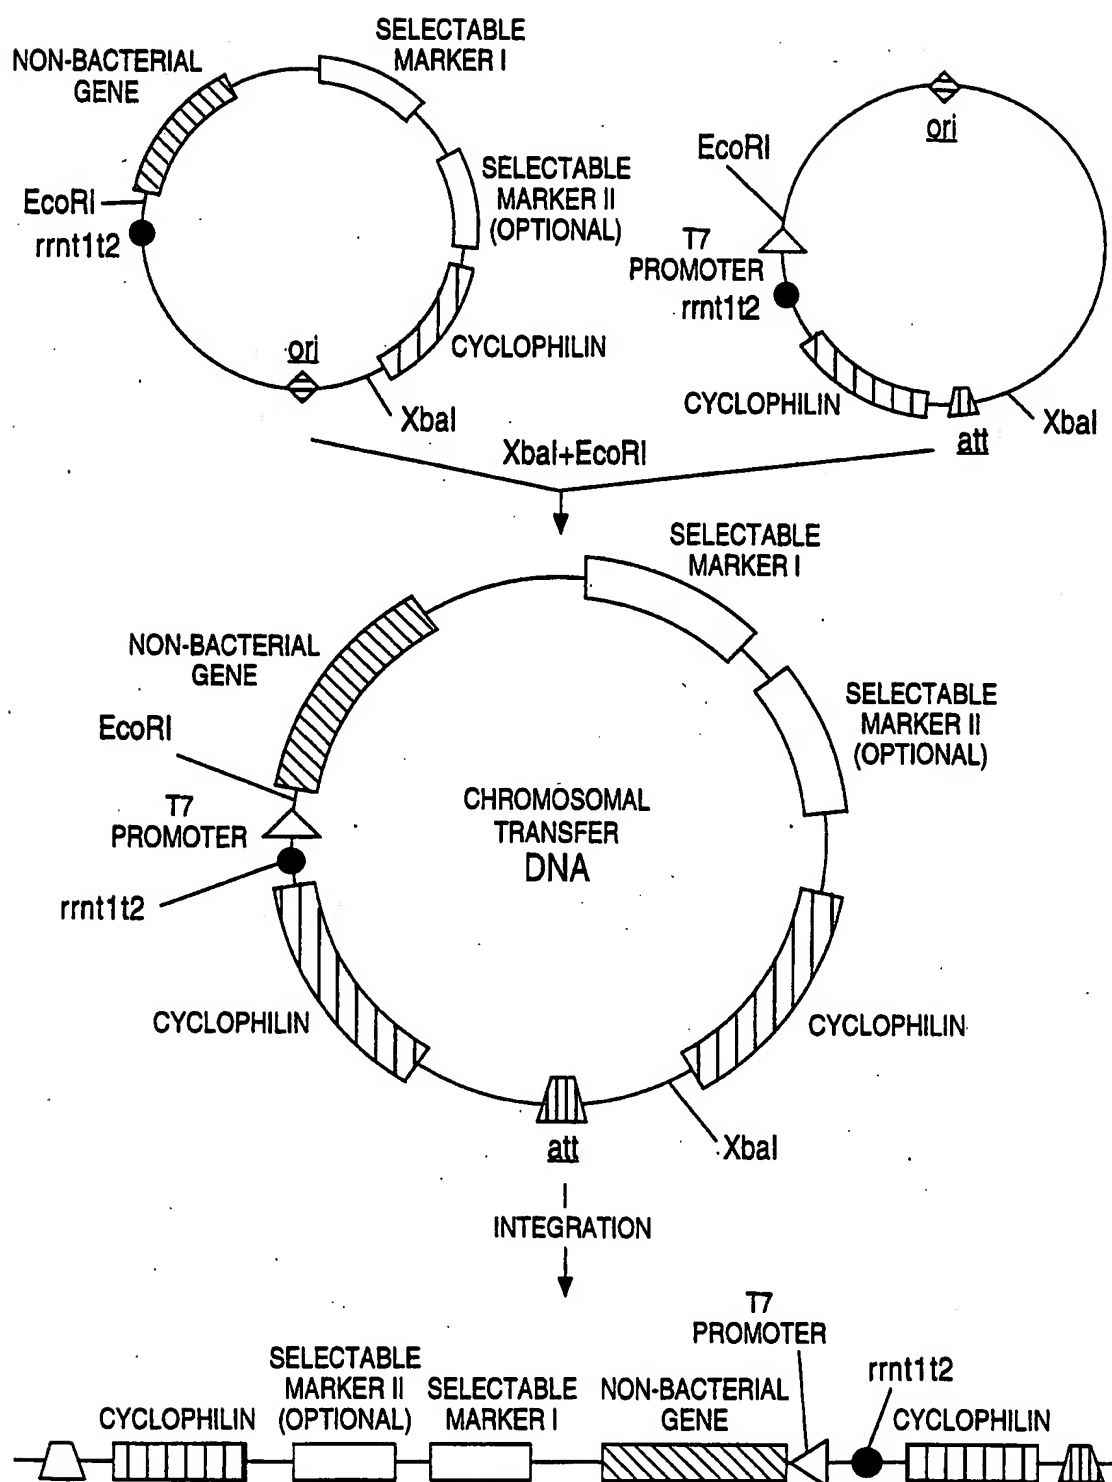 SELECTABLE
MARKER I
NON-BACTERIAL
GENE
SELECTABLE
MARKER II
(OPTIONAL)
EcoRI
rrnt1t2
ori
CYCLOPHILIN
XbaI
ori
EcoRI
T7
PROMOTER
rrnt1t2
CYCLOPHILIN
att
XbaI
XbaI+EcoRI
SELECTABLE
MARKER I
NON-BACTERIAL
GENE
SELECTABLE
MARKER II
(OPTIONAL)
EcoRI
T7
PROMOTER
CHROMOSOMAL
TRANSFER
DNA
rrnt1t2
CYCLOPHILIN
CYCLOPHILIN
att
XbaI
INTEGRATION
T7
PROMOTER
rrnt1t2
CYCLOPHILIN
SELECTABLE
MARKER II
(OPTIONAL)
SELECTABLE
MARKER I
NON-BACTERIAL
GENE
CYCLOPHILIN